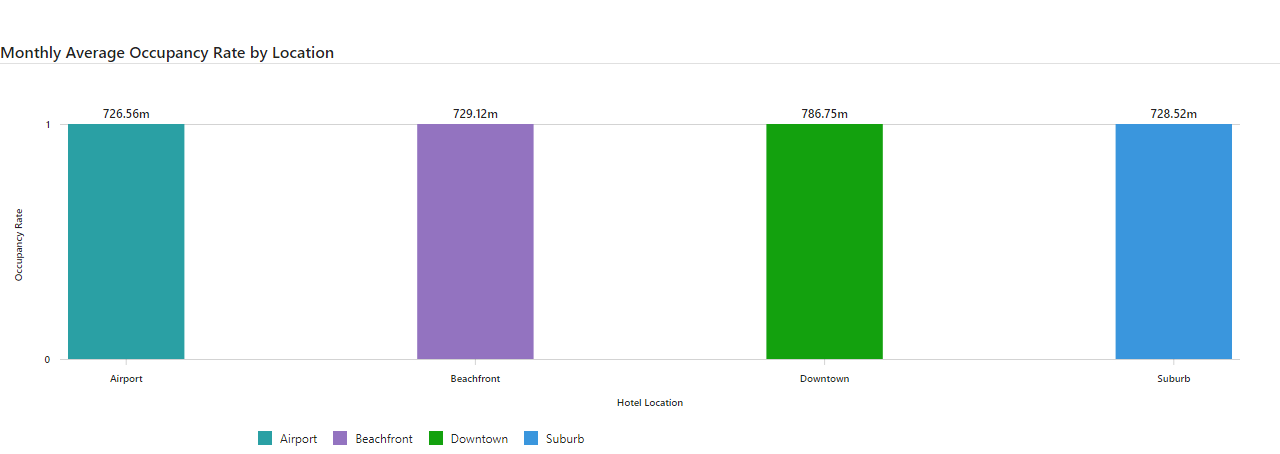 Monthly Average Occupancy Rate by Location
726.56m 729.12m 786.75m 728.52m
1
Occupancy Rate
0
Airport Beachfront Downtown Suburb
Hotel Location
Airport Beachfront Downtown Suburb